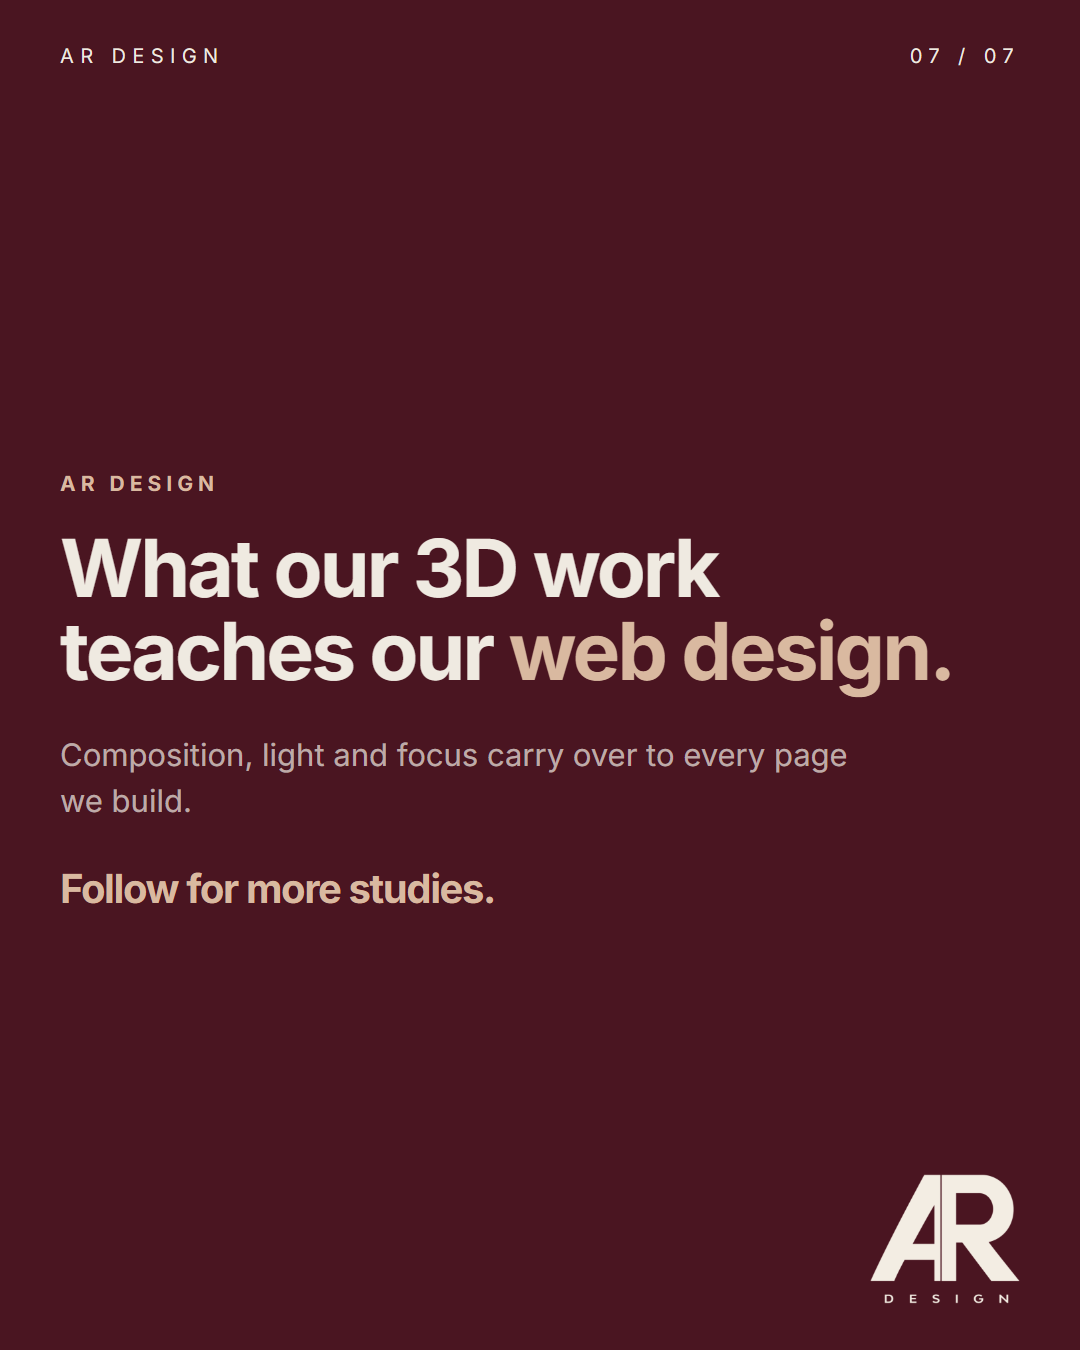 AR DESIGN
07 / 07
AR DESIGN
What our 3D work
teaches our web design.
Composition, light and focus carry over to every page
we build.
Follow for more studies.
AR
DESIGN